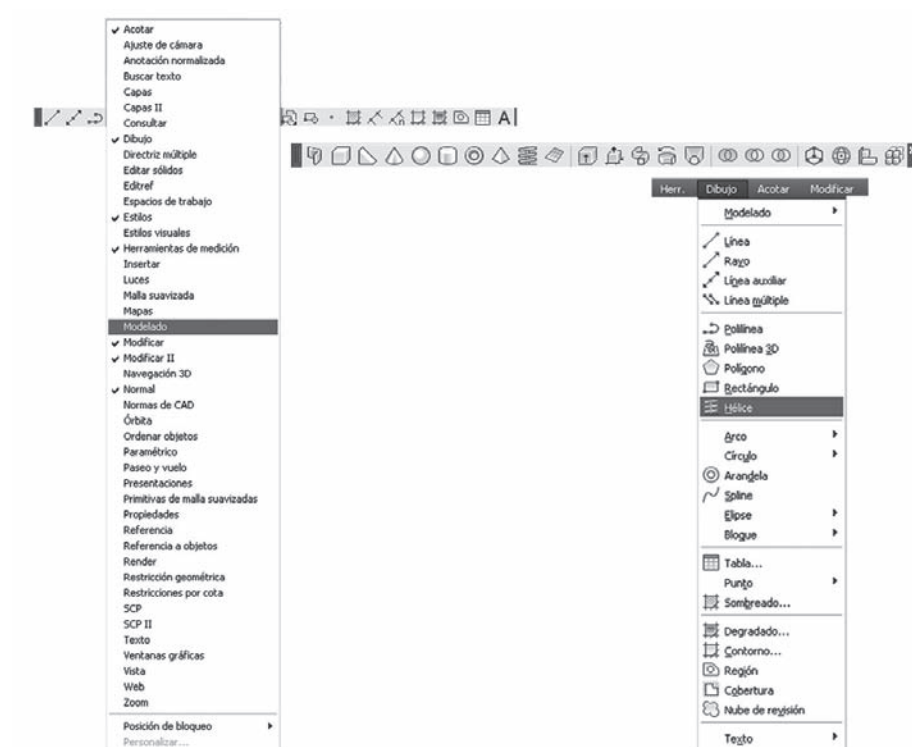 Acotar
Ajuste de cámara
Anotación normalizada
Buscar texto
Capas
Capas II
Consultar
Dibujo
Directriz múltiple
Editar sólidos
Editref
Espacios de trabajo
Estilos
Estilos visuales
Herramientas de medición
Insertar
Luces
Malla suavizada
Mapas
Modelado
Modificar
Modificar II
Navegación 3D
Normal
Normas de CAD
Órbita
Ordenar objetos
Paramétrico
Paseo y vuelo
Presentaciones
Primitivas de malla suavizadas
Propiedades
Referencia
Referencia a objetos
Render
Restricción geométrica
Restricciones por cota
SCP
SCP II
Texto
Ventanas gráficas
Vista
Web
Zoom
Posición de bloqueo
Personalizar...
A
Herr. Dibujo Acotar Modificar
Modelado
Línea
Rayo
Línea auxiliar
Línea múltiple
Polilínea
Polilínea 3D
Polígono
Rectángulo
Hélice
Arco
Círculo
Arandela
Spline
Elipse
Bloque
Tabla...
Punto
Sombreado...
Degradado...
Contorno...
Región
Cobertura
Nube de revisión
Texto